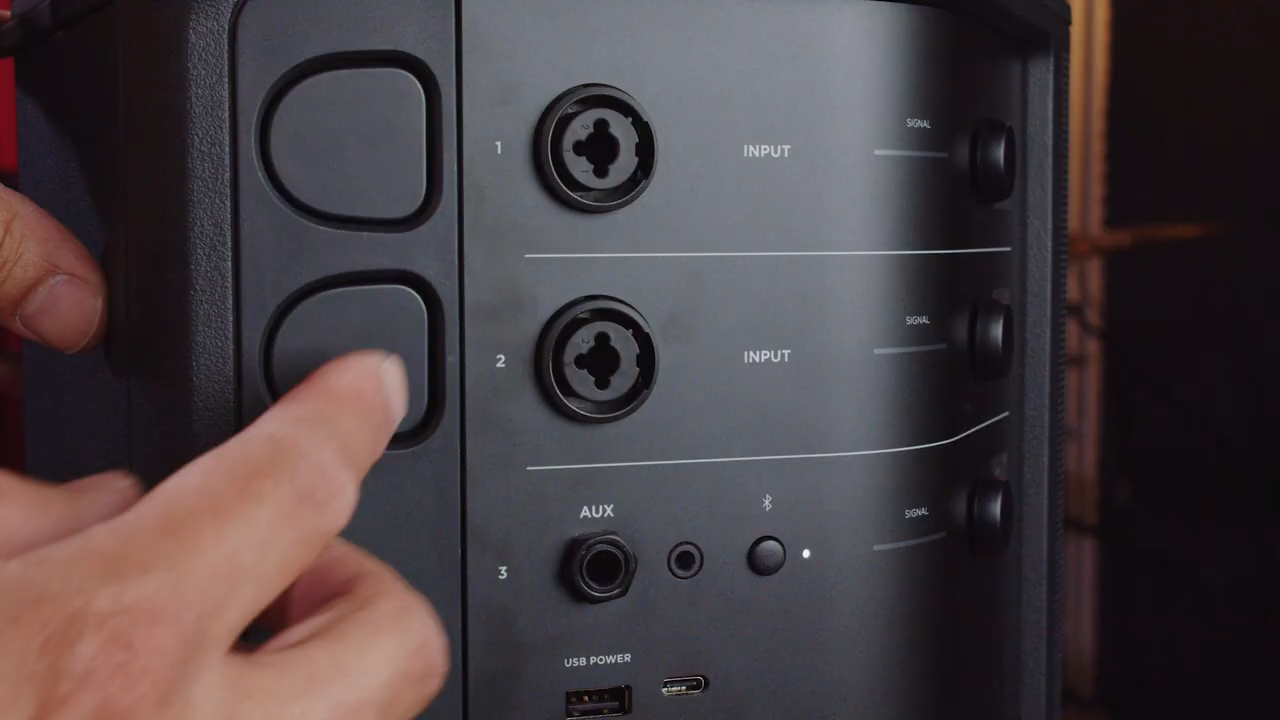 1
INPUT
SIGNAL
2
INPUT
SIGNAL
AUX
SIGNAL
3
USB POWER